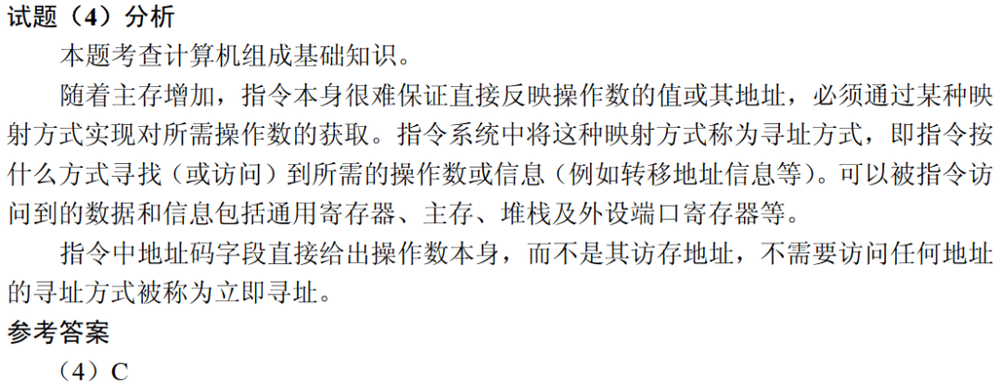 试题（4）分析
本题考查计算机组成基础知识。
随着主存增加，指令本身很难保证直接反映操作数的值或其地址，必须通过某种映
射方式实现对所需操作数的获取。指令系统中将这种映射方式称为寻址方式，即指令按
什么方式寻找（或访问）到所需的操作数或信息（例如转移地址信息等）。可以被指令访
问到的数据和信息包括通用寄存器、主存、堆栈及外设端口寄存器等。
指令中地址码字段直接给出操作数本身，而不是其访存地址，不需要访问任何地址
的寻址方式被称为立即寻址。
参考答案
（4）C